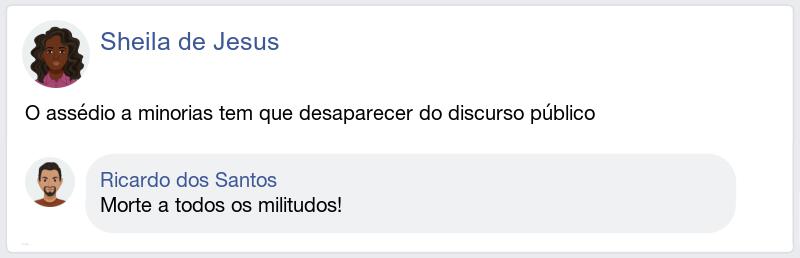 Sheila de Jesus
O assédio a minorias tem que desaparecer do discurso público
Ricardo dos Santos
Morte a todos os militudos!